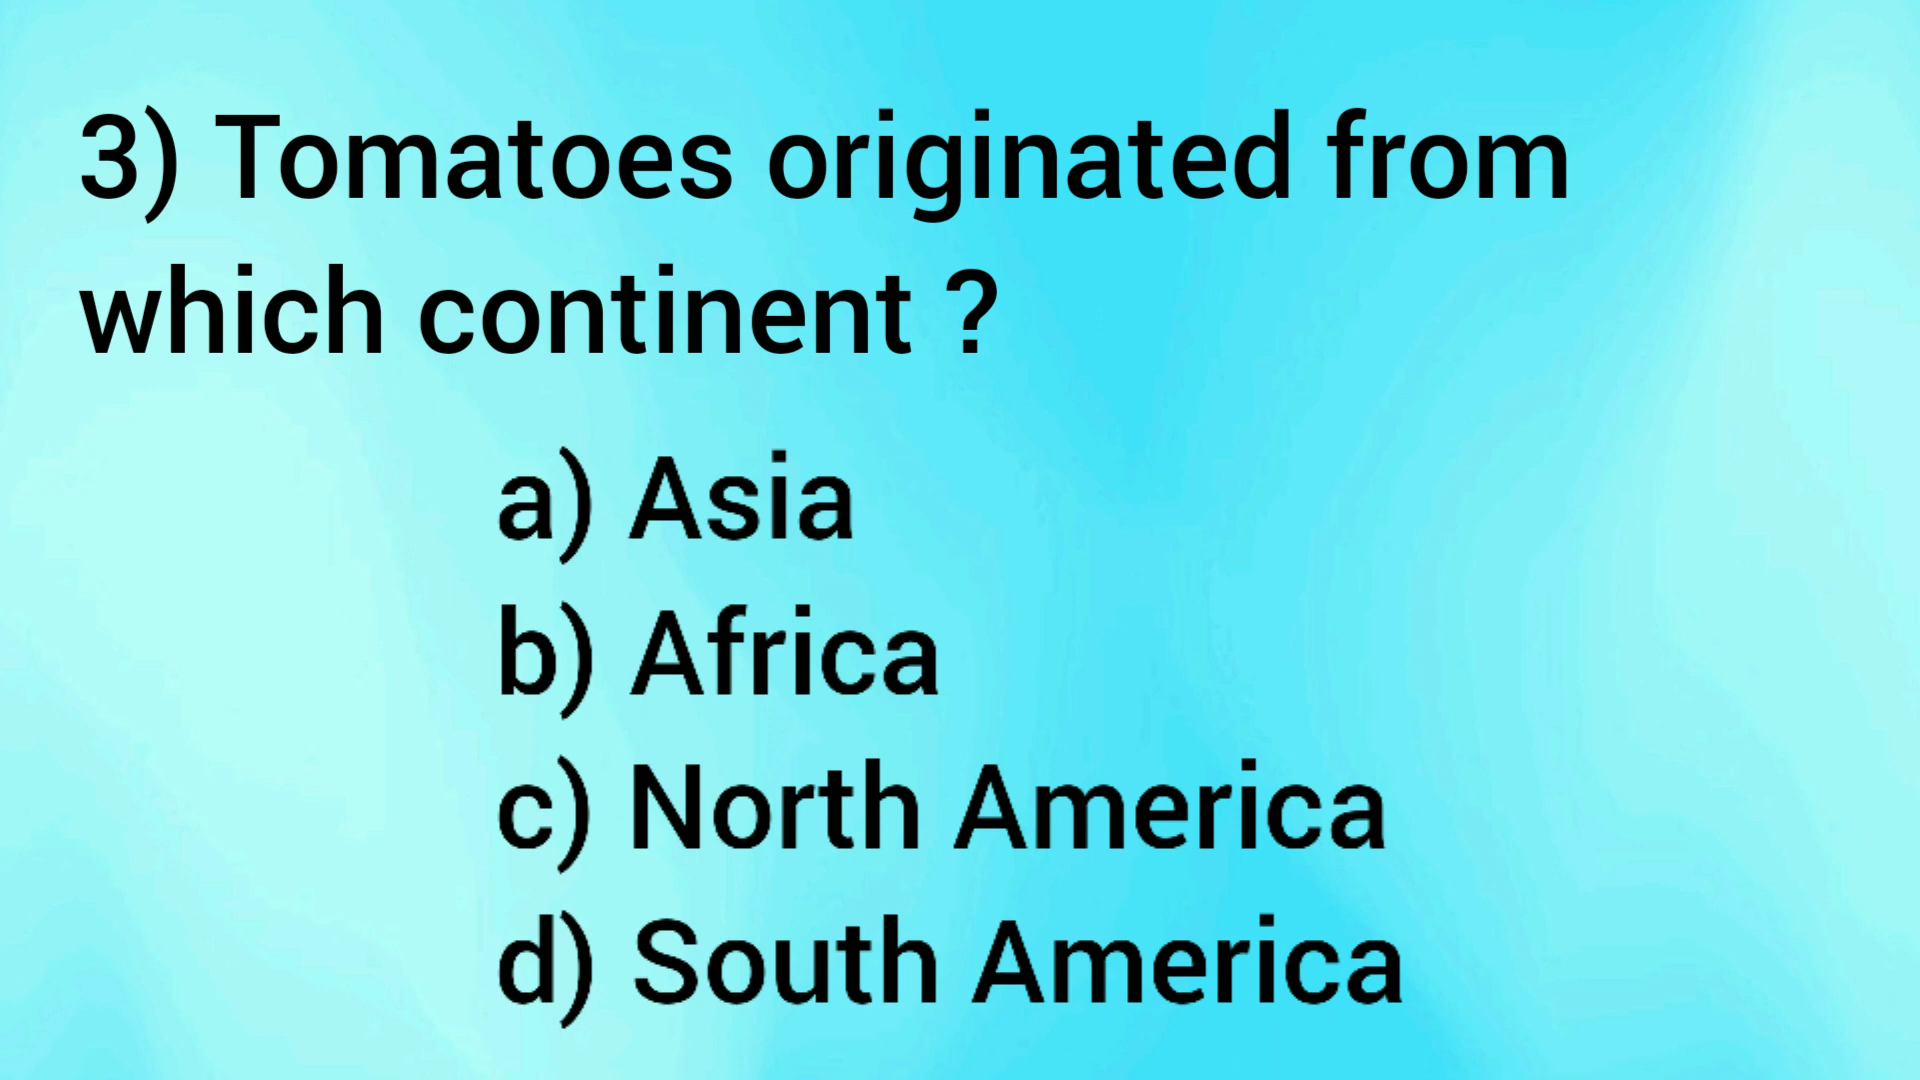 3) Tomatoes originated from
which continent ?
a) Asia
b) Africa
c) North America
d) South America